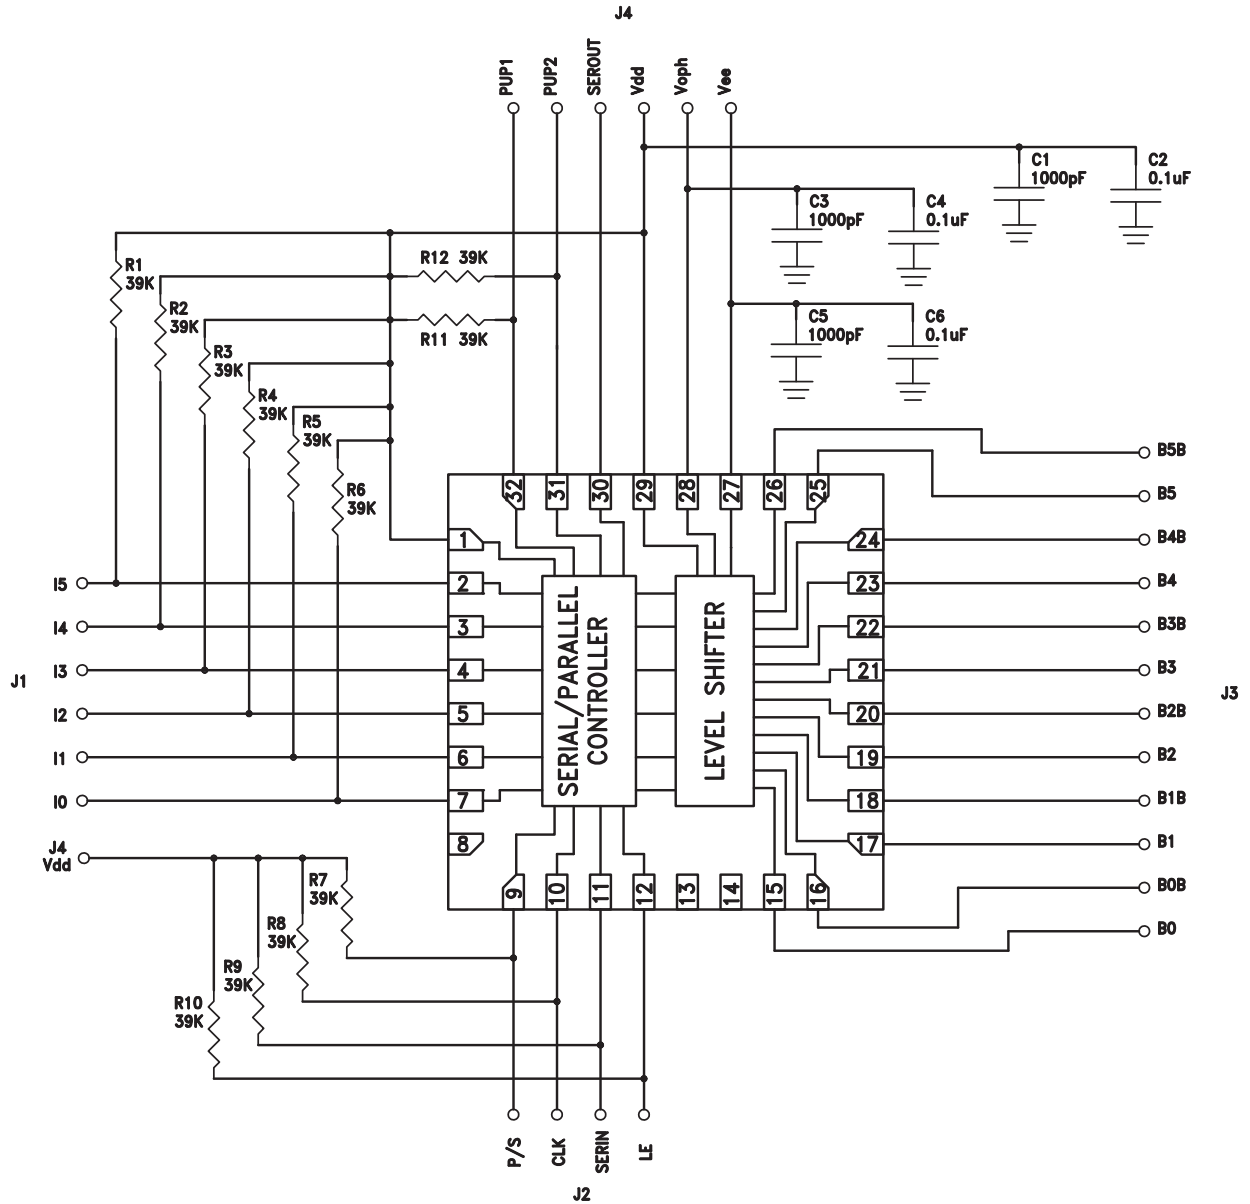 J4
PUP1
PUP2
SEROUT
Vdd
Voph
Vee
C1
1000pF
C2
0.1uF
C3
1000pF
C4
0.1uF
R1
39K
R12 39K
R2
39K
R11 39K
C5
1000pF
C6
0.1uF
R3
39K
R4
39K
R5
39K
R6
39K
32
31
30
29
28
27
26
25
B5B
B5
1
24
B4B
I5
2
23
B4
I4
3
22
B3B
J1
I3
4
21
B3
J3
I2
5
20
B2B
I1
6
19
B2
I0
7
18
B1B
8
17
B1
SERIAL/PARALLEL
CONTROLLER
LEVEL SHIFTER
J4
Vdd
9
10
11
12
13
14
15
16
B0B
B0
R7
39K
R8
39K
R9
39K
R10
39K
P/S
CLK
SERIN
LE
J2